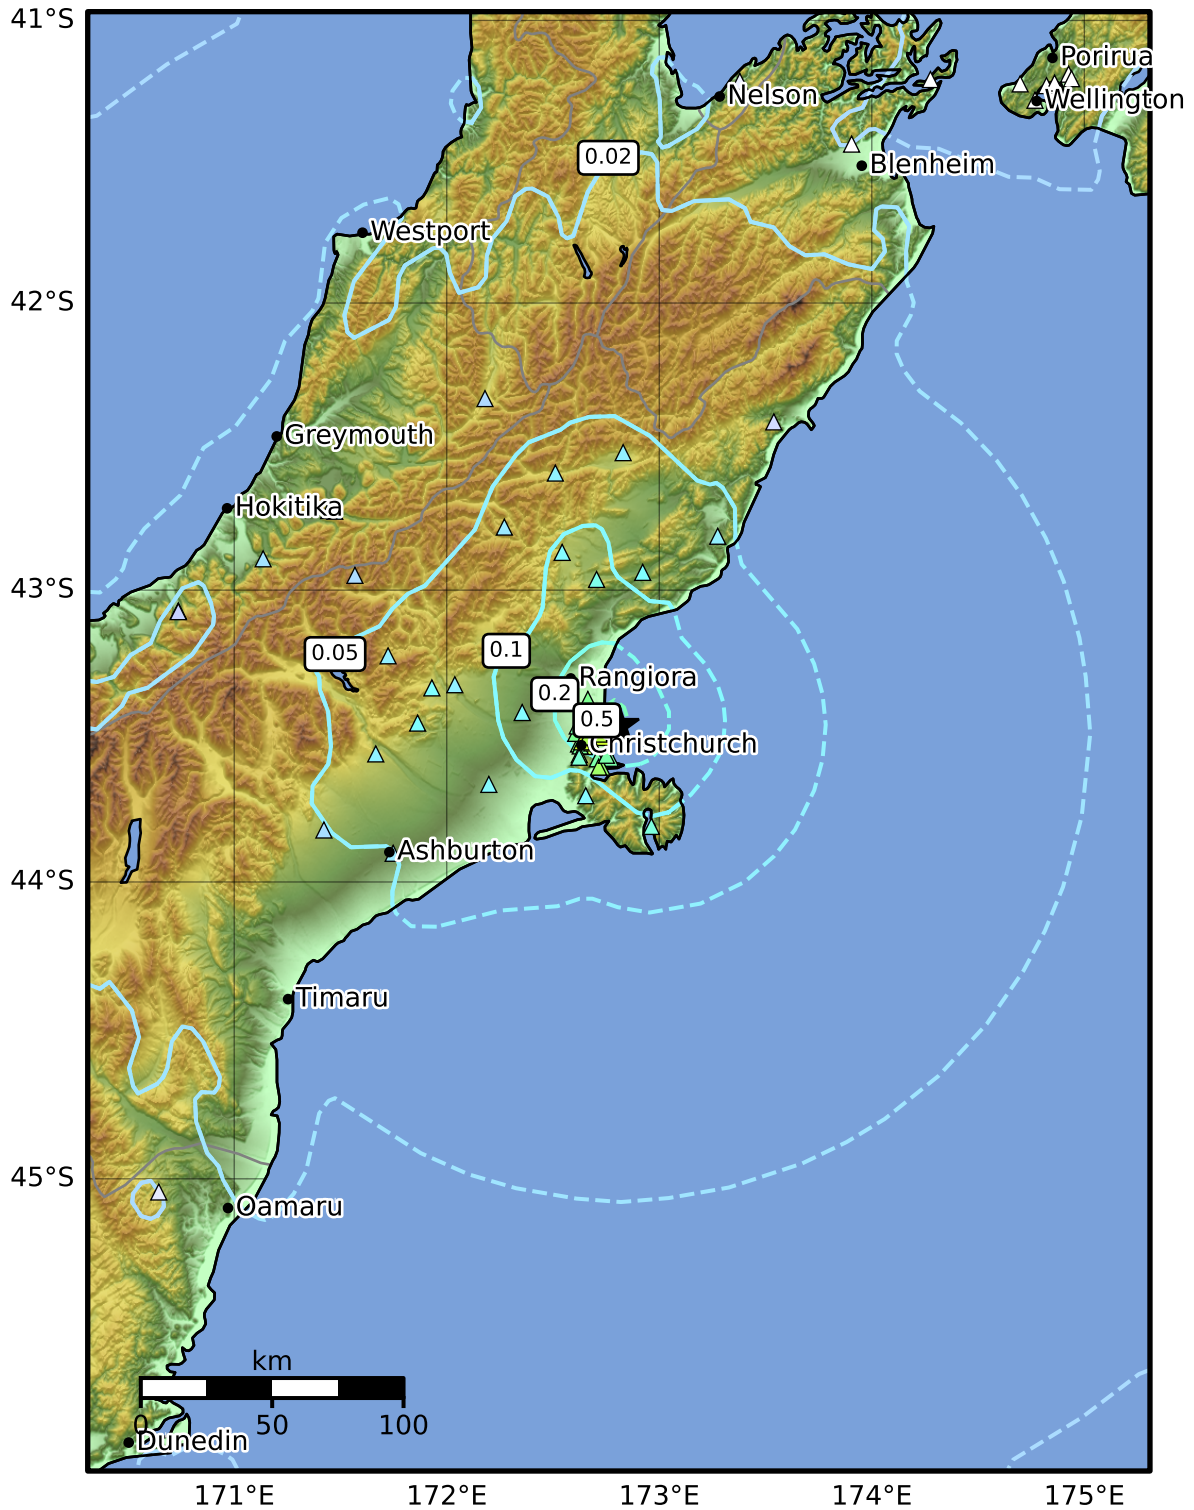 41°S
Porirua
Nelson
Wellington
0.02
Blenheim
Westport
42°S
Greymouth
Hokitika
43°S
0.05
0.1
Rangiora
0.2
0.5
Christchurch
Ashburton
44°S
Timaru
45°S
Oamaru
km
0 50 100
Dunedin
171°E 172°E 173°E 174°E 175°E